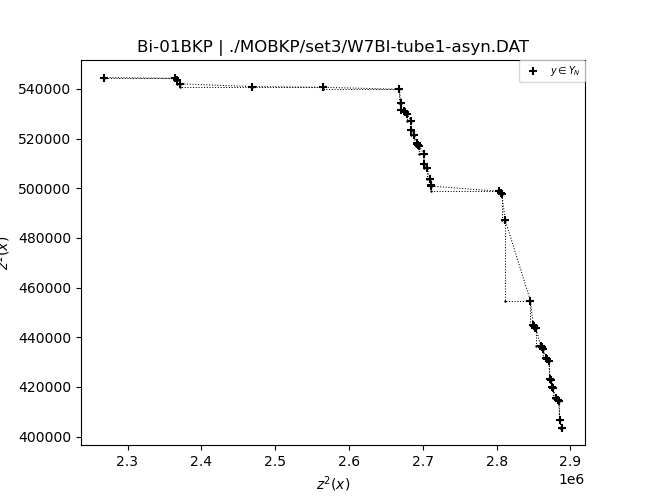 Bi-01BKP | ./MOBKP/set3/W7BI-tube1-asyn.DAT
y ∈ Y_N
540000
520000
500000
480000
460000
440000
420000
400000
2.3 2.4 2.5 2.6 2.7 2.8 2.9
1e6
z²(x)